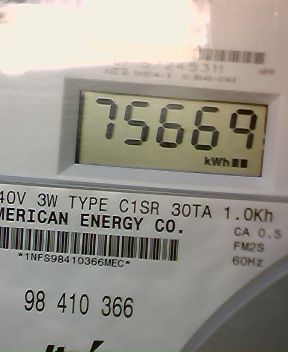 75669
kWh
40V 3W TYPE C1SR 30TA 1.0Kh
MERICAN ENERGY CO.
CA 0.5
*1NFS98410366MEC*
FM2S
60Hz
98 410 366